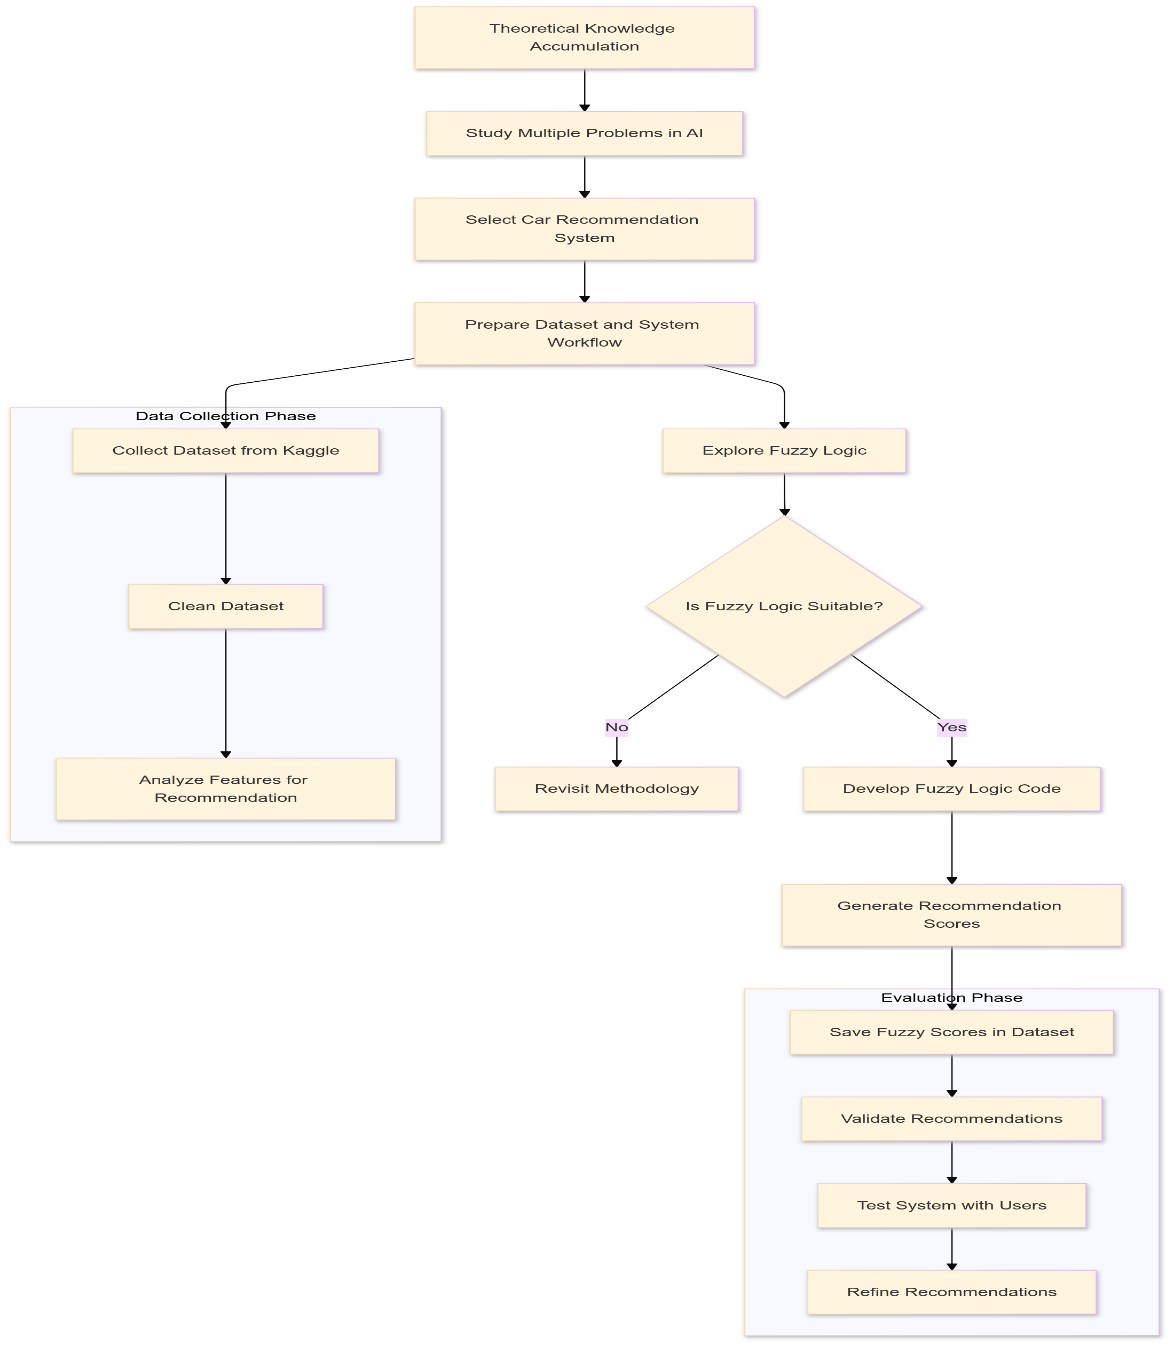 Theoretical Knowledge
Accumulation
Study Multiple Problems in AI
Select Car Recommendation
System
Prepare Dataset and System
Workflow
Data Collection Phase
Collect Dataset from Kaggle
Clean Dataset
Analyze Features for
Recommendation
Explore Fuzzy Logic
Is Fuzzy Logic Suitable?
No
Yes
Revisit Methodology
Develop Fuzzy Logic Code
Generate Recommendation
Scores
Evaluation Phase
Save Fuzzy Scores in Dataset
Validate Recommendations
Test System with Users
Refine Recommendations